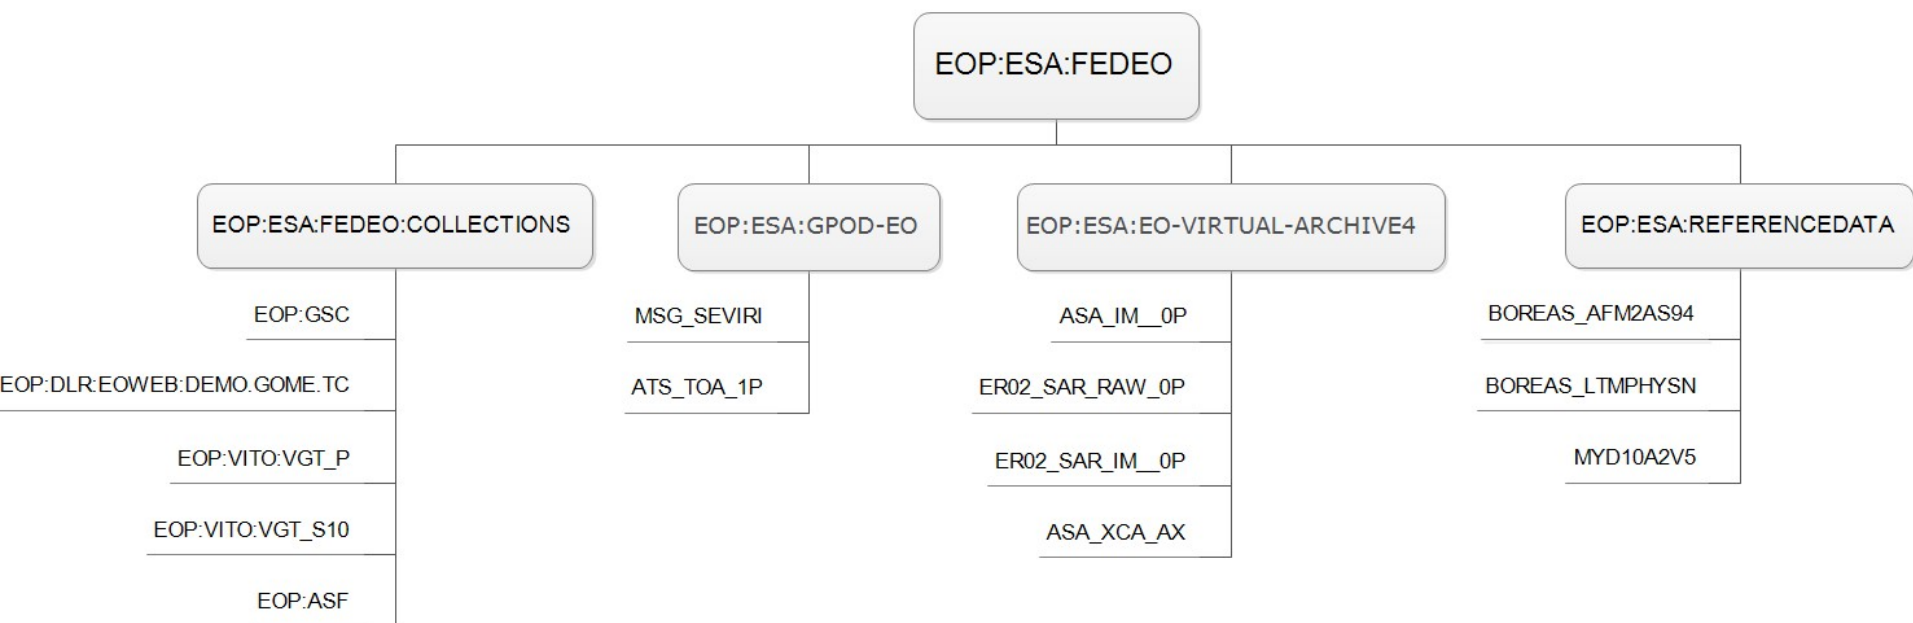 EOP:ESA:FEDEO
EOP:ESA:FEDEO:COLLECTIONS
EOP:GSC
EOP:DLR:EOWEB:DEMO.GOME.TC
EOP:VITO:VGT_P
EOP:VITO:VGT_S10
EOP:ASF
EOP:ESA:GPOD-EO
MSG_SEVIRI
ATS_TOA_1P
EOP:ESA:EO-VIRTUAL-ARCHIVE4
ASA_IM__0P
ER02_SAR_RAW_0P
ER02_SAR_IM__0P
ASA_XCA_AX
EOP:ESA:REFERENCEDATA
BOREAS_AFM2AS94
BOREAS_LTMPHYSN
MYD10A2V5